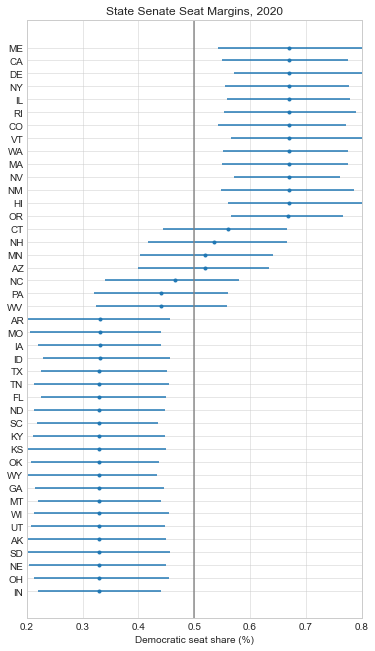 State Senate Seat Margins, 2020
ME
CA
DE
NY
IL
RI
CO
VT
WA
MA
NV
NM
HI
OR
CT
NH
MN
AZ
NC
PA
WV
AR
MO
IA
ID
TX
TN
FL
ND
SC
KY
KS
OK
WY
GA
MT
WI
UT
AK
SD
NE
OH
IN
0.2 0.3 0.4 0.5 0.6 0.7 0.8
Democratic seat share (%)